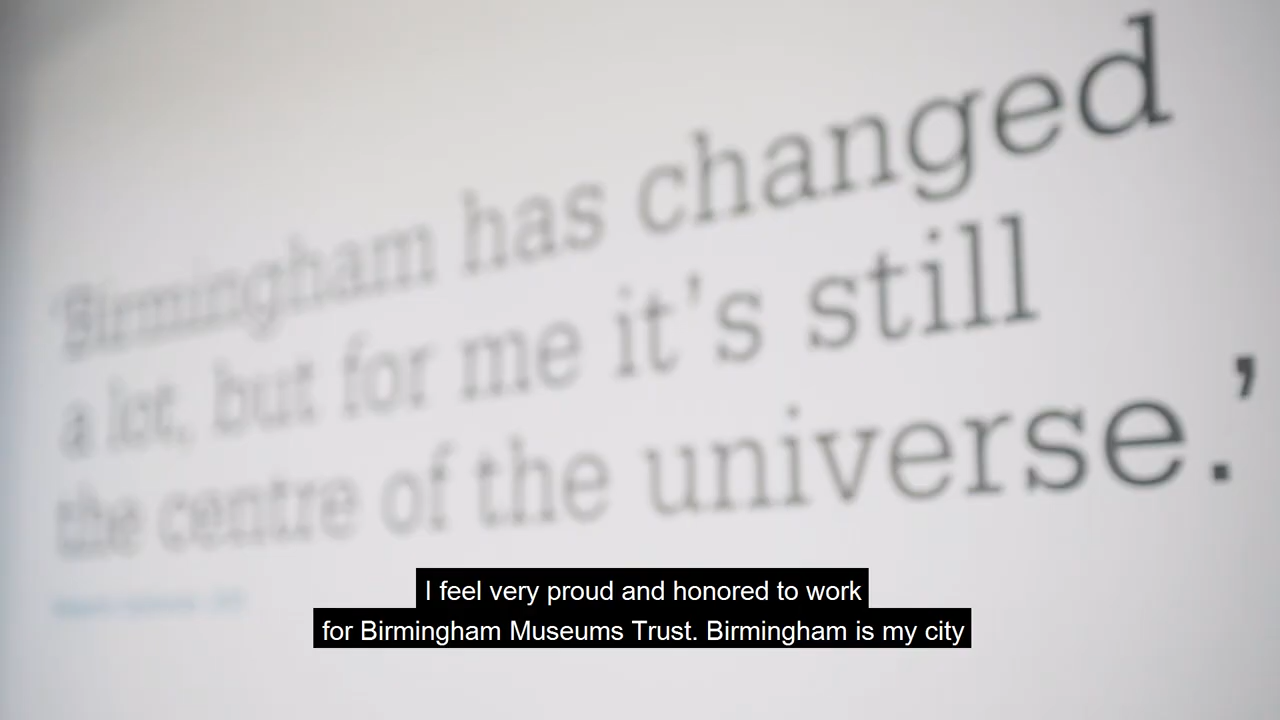 ‘Birmingham has changed
a lot, but for me it’s still
the centre of the universe.’
I feel very proud and honored to work
for Birmingham Museums Trust. Birmingham is my city